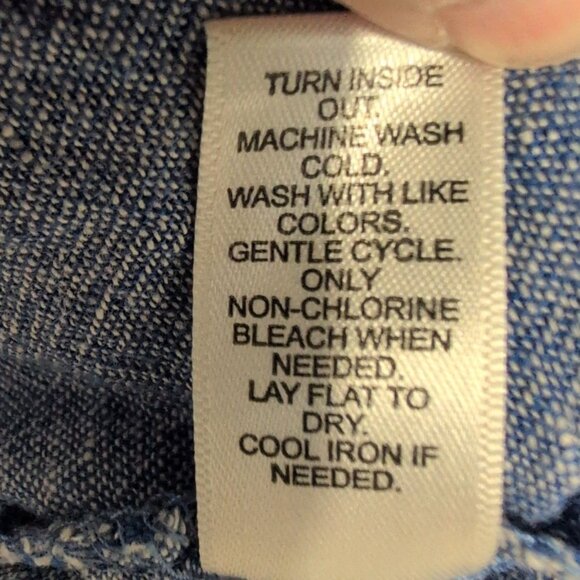 TURN INSIDE
OUT.
MACHINE WASH
COLD.
WASH WITH LIKE
COLORS.
GENTLE CYCLE.
ONLY
NON-CHLORINE
BLEACH WHEN
NEEDED.
LAY FLAT TO
DRY.
COOL IRON IF
NEEDED.